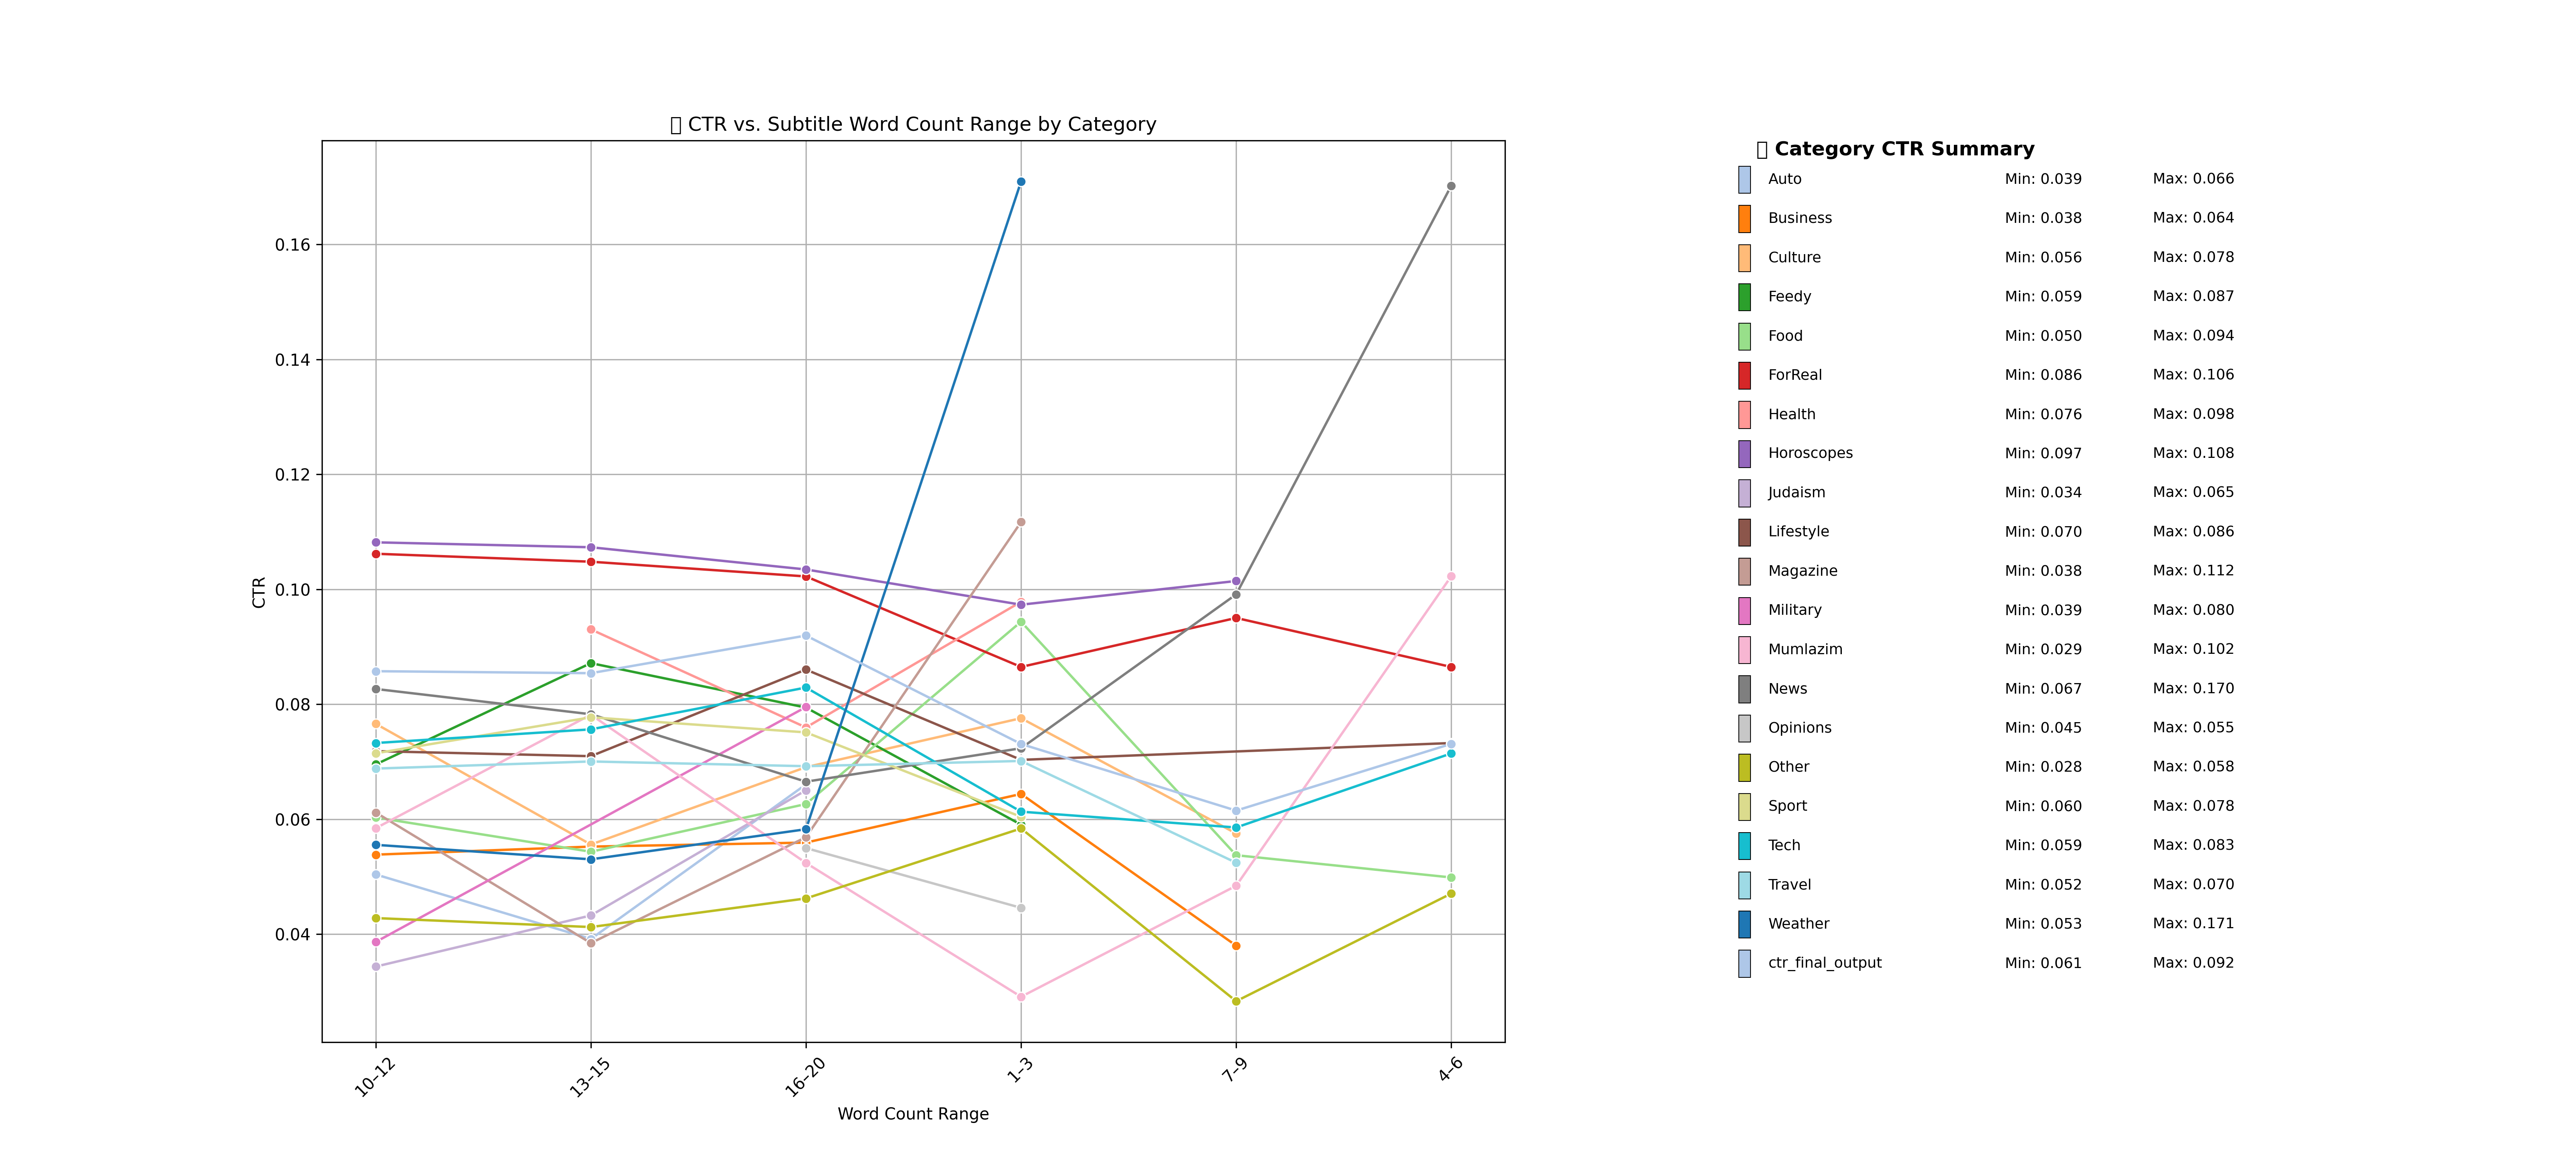 ▯ CTR vs. Subtitle Word Count Range by Category
CTR
0.16
0.14
0.12
0.10
0.08
0.06
0.04
10–12
13–15
16–20
1–3
7–9
4–6
Word Count Range
▯ Category CTR Summary
Auto Min: 0.039 Max: 0.066
Business Min: 0.038 Max: 0.064
Culture Min: 0.056 Max: 0.078
Feedy Min: 0.059 Max: 0.087
Food Min: 0.050 Max: 0.094
ForReal Min: 0.086 Max: 0.106
Health Min: 0.076 Max: 0.098
Horoscopes Min: 0.097 Max: 0.108
Judaism Min: 0.034 Max: 0.065
Lifestyle Min: 0.070 Max: 0.086
Magazine Min: 0.038 Max: 0.112
Military Min: 0.039 Max: 0.080
Mumlazim Min: 0.029 Max: 0.102
News Min: 0.067 Max: 0.170
Opinions Min: 0.045 Max: 0.055
Other Min: 0.028 Max: 0.058
Sport Min: 0.060 Max: 0.078
Tech Min: 0.059 Max: 0.083
Travel Min: 0.052 Max: 0.070
Weather Min: 0.053 Max: 0.171
ctr_final_output Min: 0.061 Max: 0.092